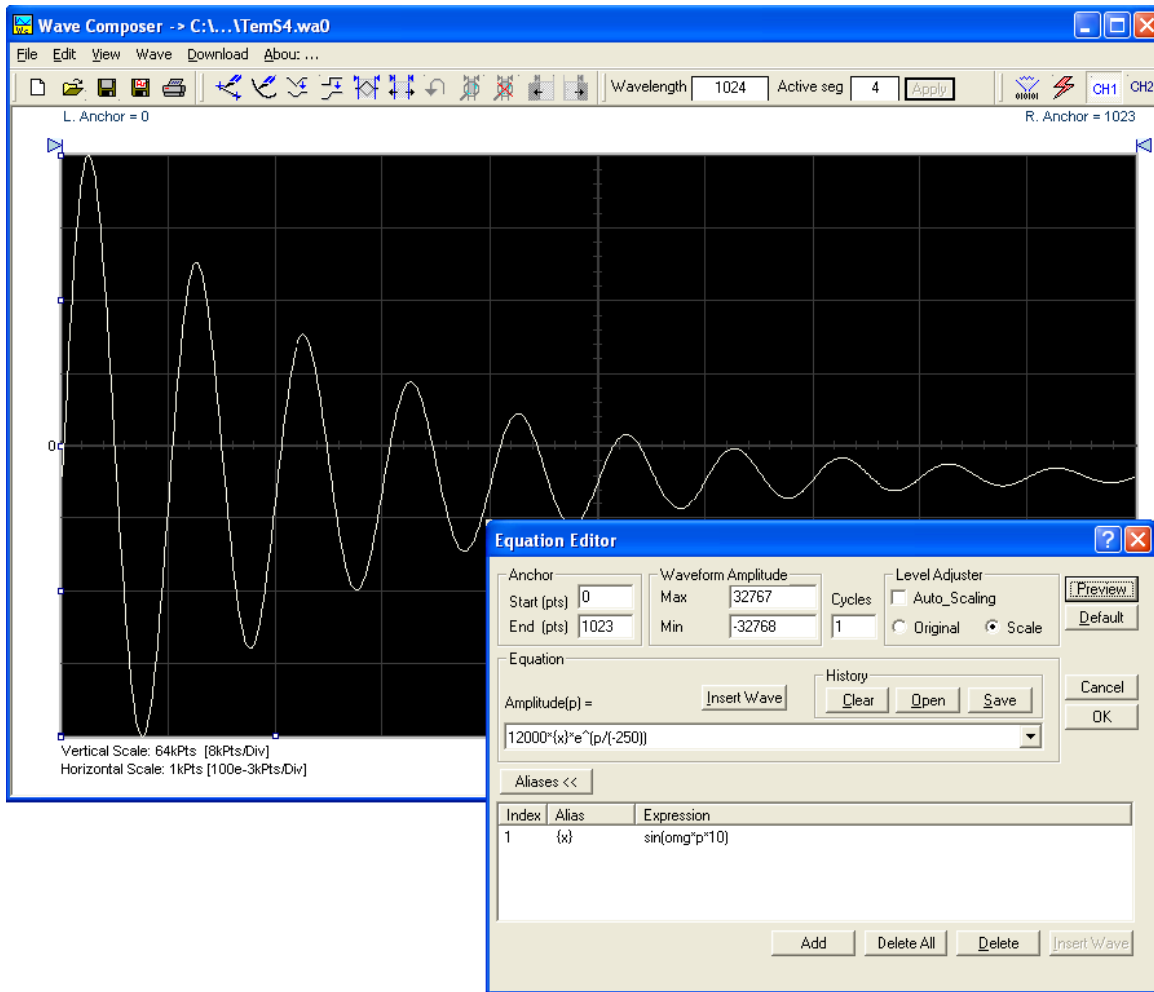 Wave Composer -> C:\...\TemS4.wa0
File Edit View Wave Download Abou: ...
Wavelength 1024 Active seg 4 Apply CH1 CH2
L. Anchor = 0 R. Anchor = 1023
0
Vertical Scale: 64kPts [8kPts/Div]
Horizontal Scale: 1kPts [100e-3kPts/Div]
Equation Editor
Anchor Waveform Amplitude Level Adjuster
Start (pts) 0 Max 32767 Cycles Auto_Scaling Preview
End (pts) 1023 Min -32768 1 Original Scale Default
Equation
History
Amplitude(p) = Insert Wave Clear Open Save Cancel
OK
12000*{x}*e^(p/(-250))
Aliases <<
Index Alias Expression
1 {x} sin(omg*p*10)
Add Delete All Delete Insert Wave